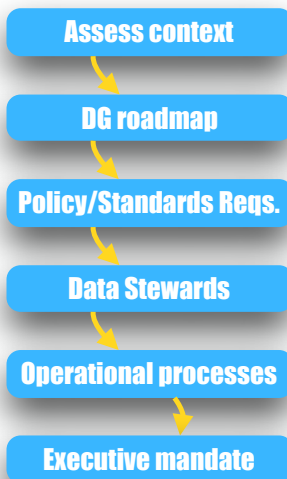 Assess context
DG roadmap
Policy/Standards Reqs.
Data Stewards
Operational processes
Executive mandate